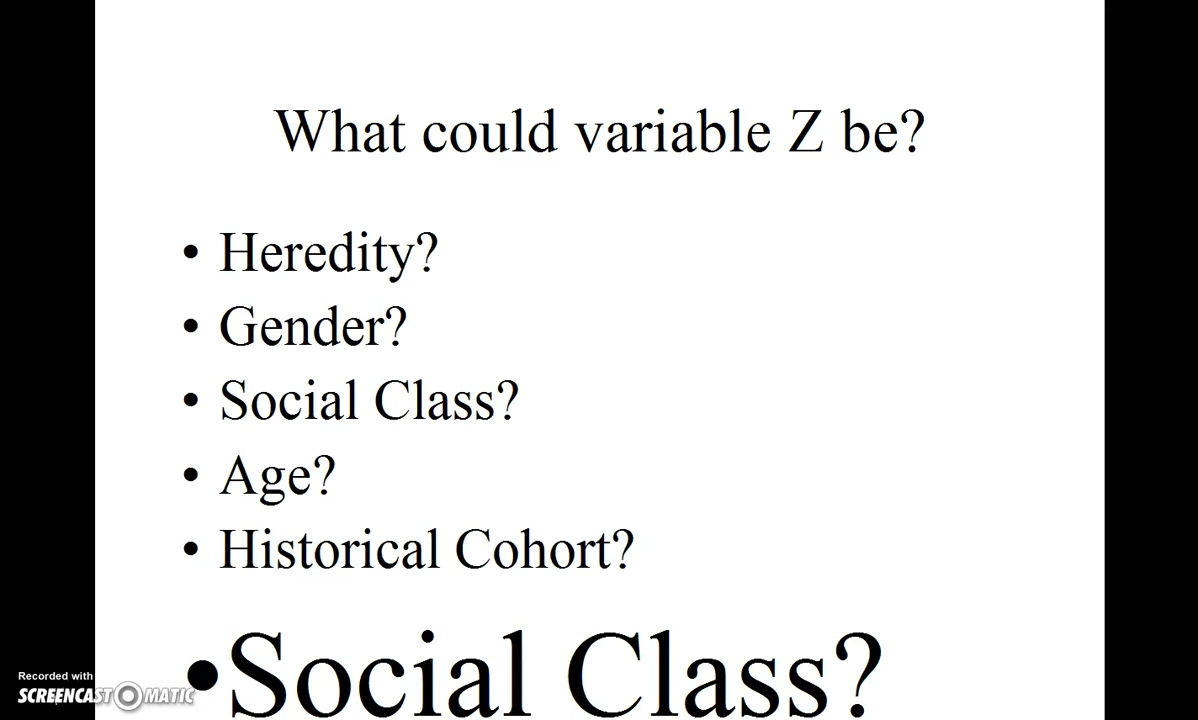 What could variable Z be?
• Heredity?
• Gender?
• Social Class?
• Age?
• Historical Cohort?
•Social Class?
Recorded with
SCREENCAST-O-MATIC